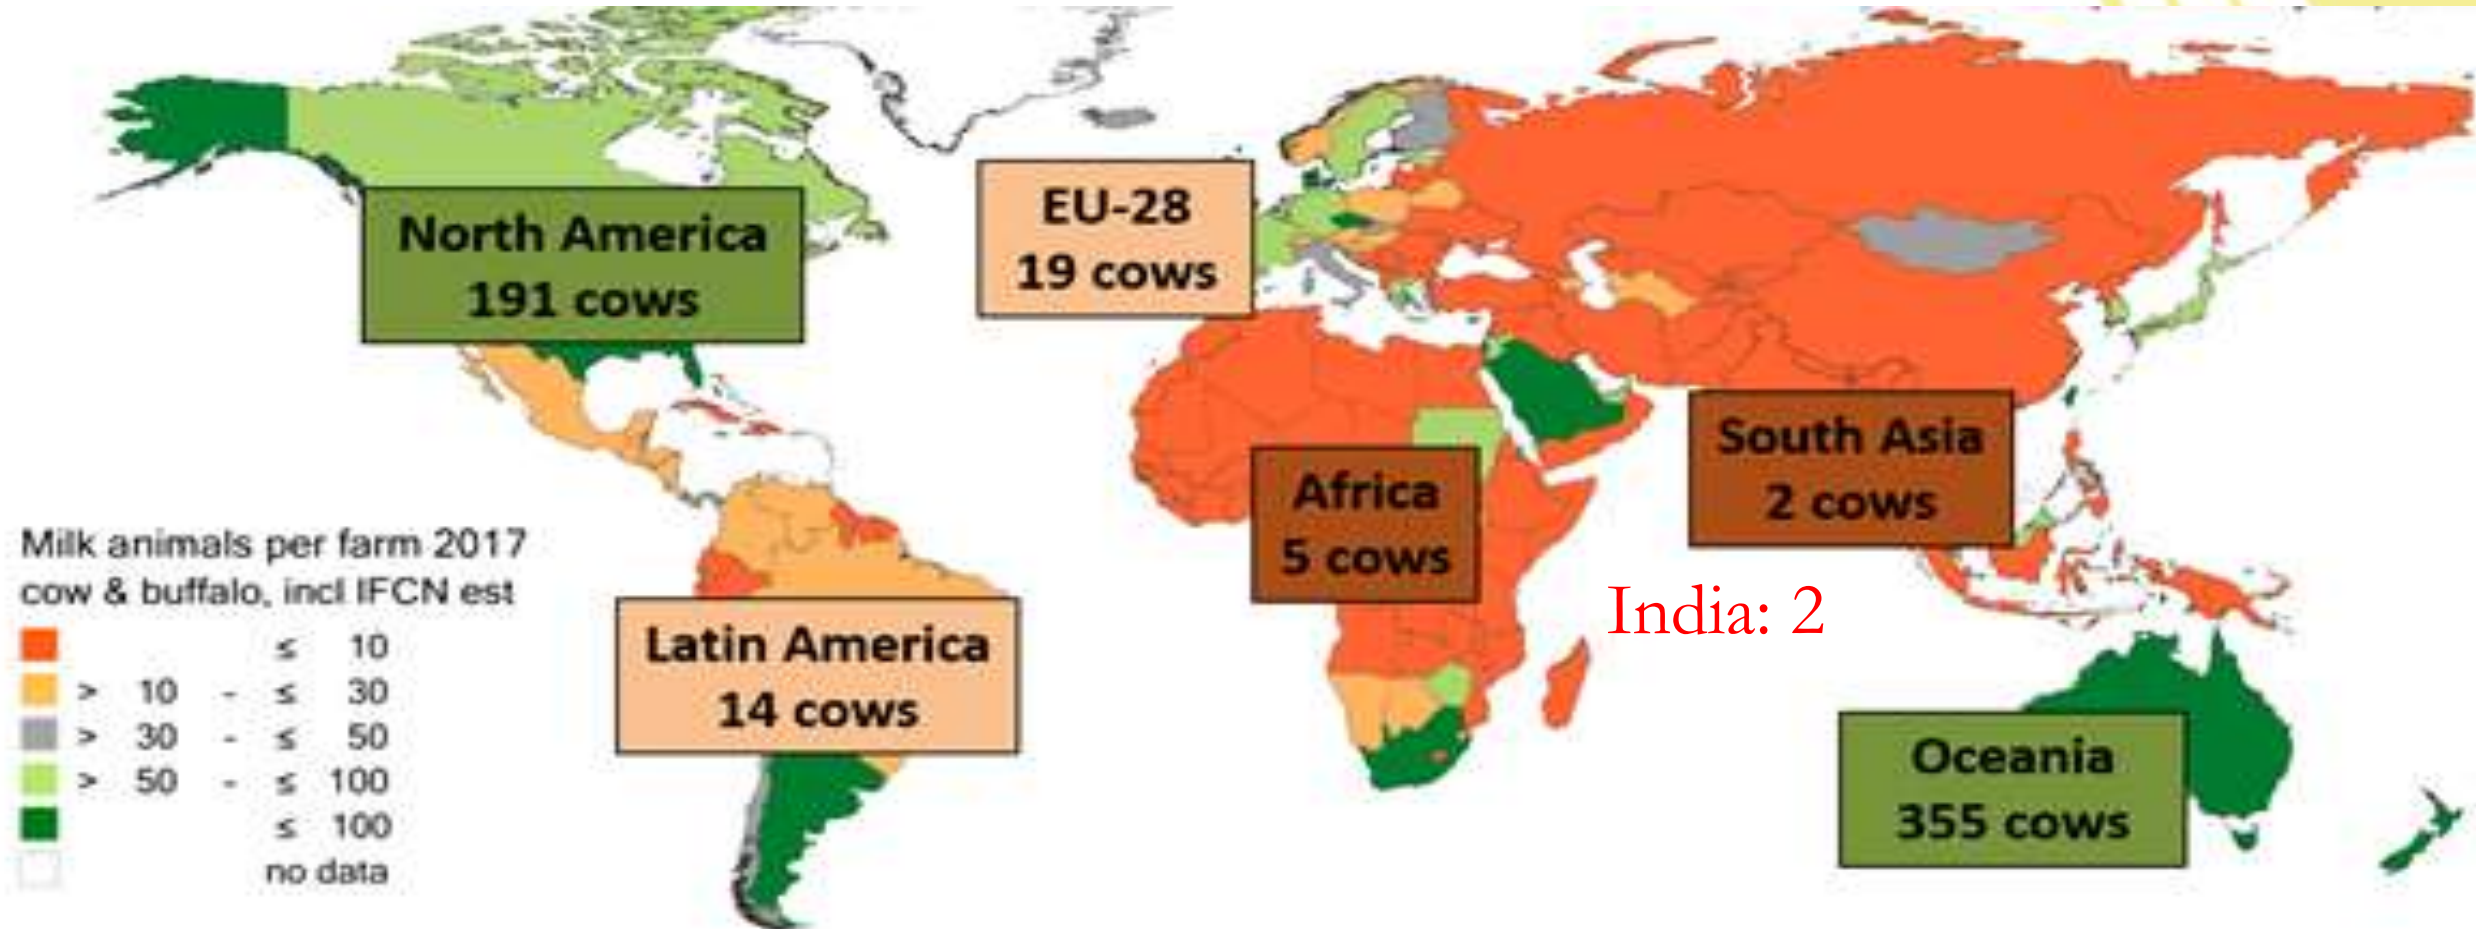 North America
191 cows
EU-28
19 cows
South Asia
2 cows
Africa
5 cows
India: 2
Latin America
14 cows
Oceania
355 cows
Milk animals per farm 2017
cow & buffalo, incl IFCN est
≤ 10
> 10 - ≤ 30
> 30 - ≤ 50
> 50 - ≤ 100
≤ 100
no data